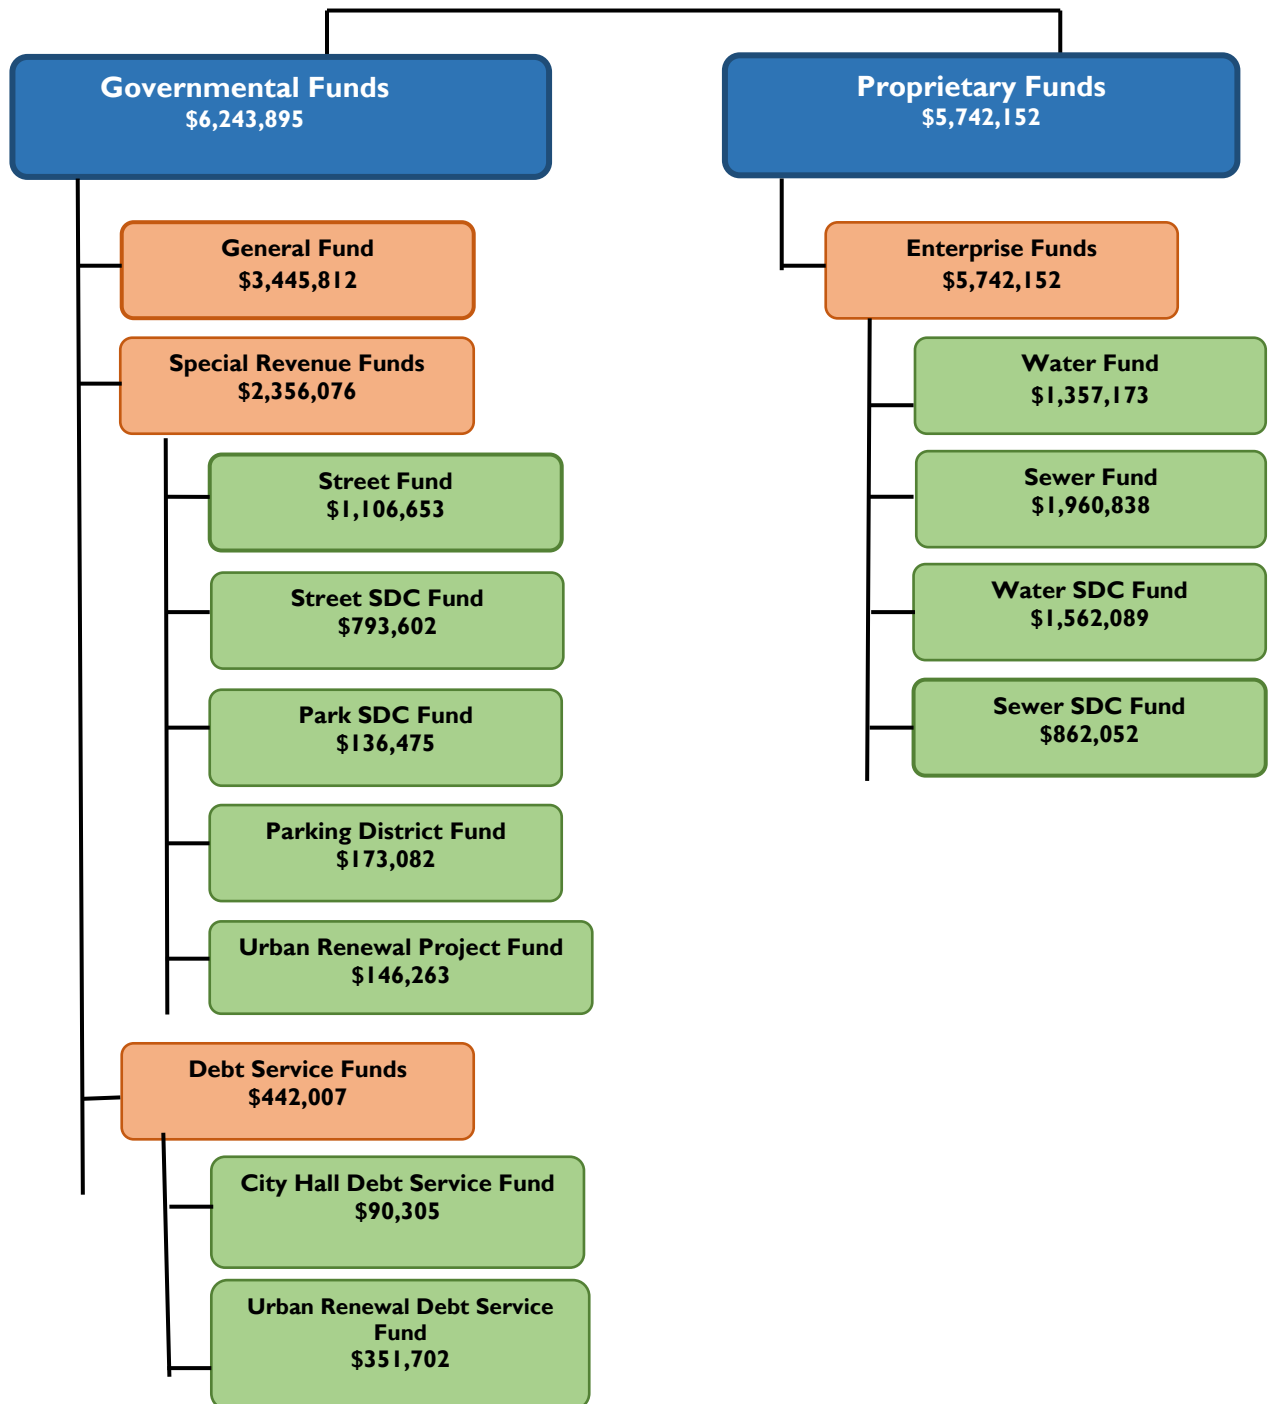 Governmental Funds
$6,243,895
General Fund
$3,445,812
Special Revenue Funds
$2,356,076
Street Fund
$1,106,653
Street SDC Fund
$793,602
Park SDC Fund
$136,475
Parking District Fund
$173,082
Urban Renewal Project Fund
$146,263
Debt Service Funds
$442,007
City Hall Debt Service Fund
$90,305
Urban Renewal Debt Service
Fund
$351,702
Proprietary Funds
$5,742,152
Enterprise Funds
$5,742,152
Water Fund
$1,357,173
Sewer Fund
$1,960,838
Water SDC Fund
$1,562,089
Sewer SDC Fund
$862,052